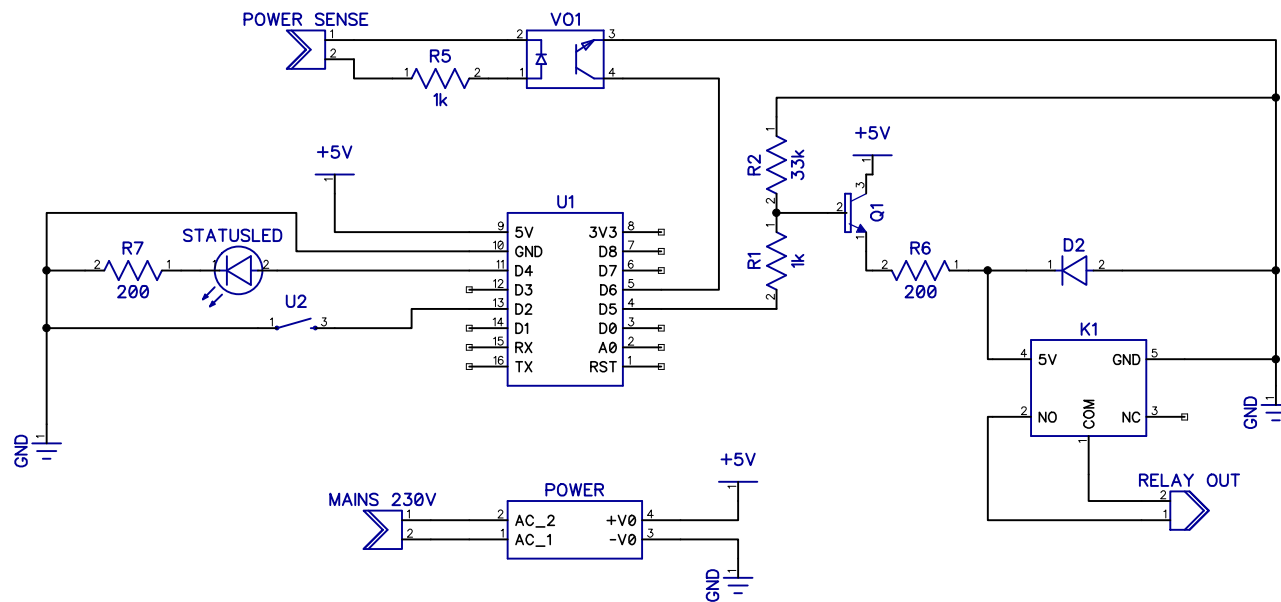 POWER SENSE
1
2
R5
1 2
1k
VO1
2 3
1 4
+5V
1
U1
9 5V 3V3 8
10 GND D8 7
11 D4 D7 6
12 D3 D6 5
13 D2 D5 4
14 D1 D0 3
15 RX A0 2
16 TX RST 1
R7
2 1
200
STATUSLED
1 2
U2
1 3
GND
1
1
R2
33k
2
1
R1
1k
2
+5V
1
3
2
Q1
1
R6
2 1
200
D2
1 2
K1
4 5V GND 5
2 NO COM NC 3
1
GND
1
RELAY OUT
2
1
MAINS 230V
1
2
POWER
2 AC_2 +V0 4
1 AC_1 -V0 3
+5V
1
GND
1